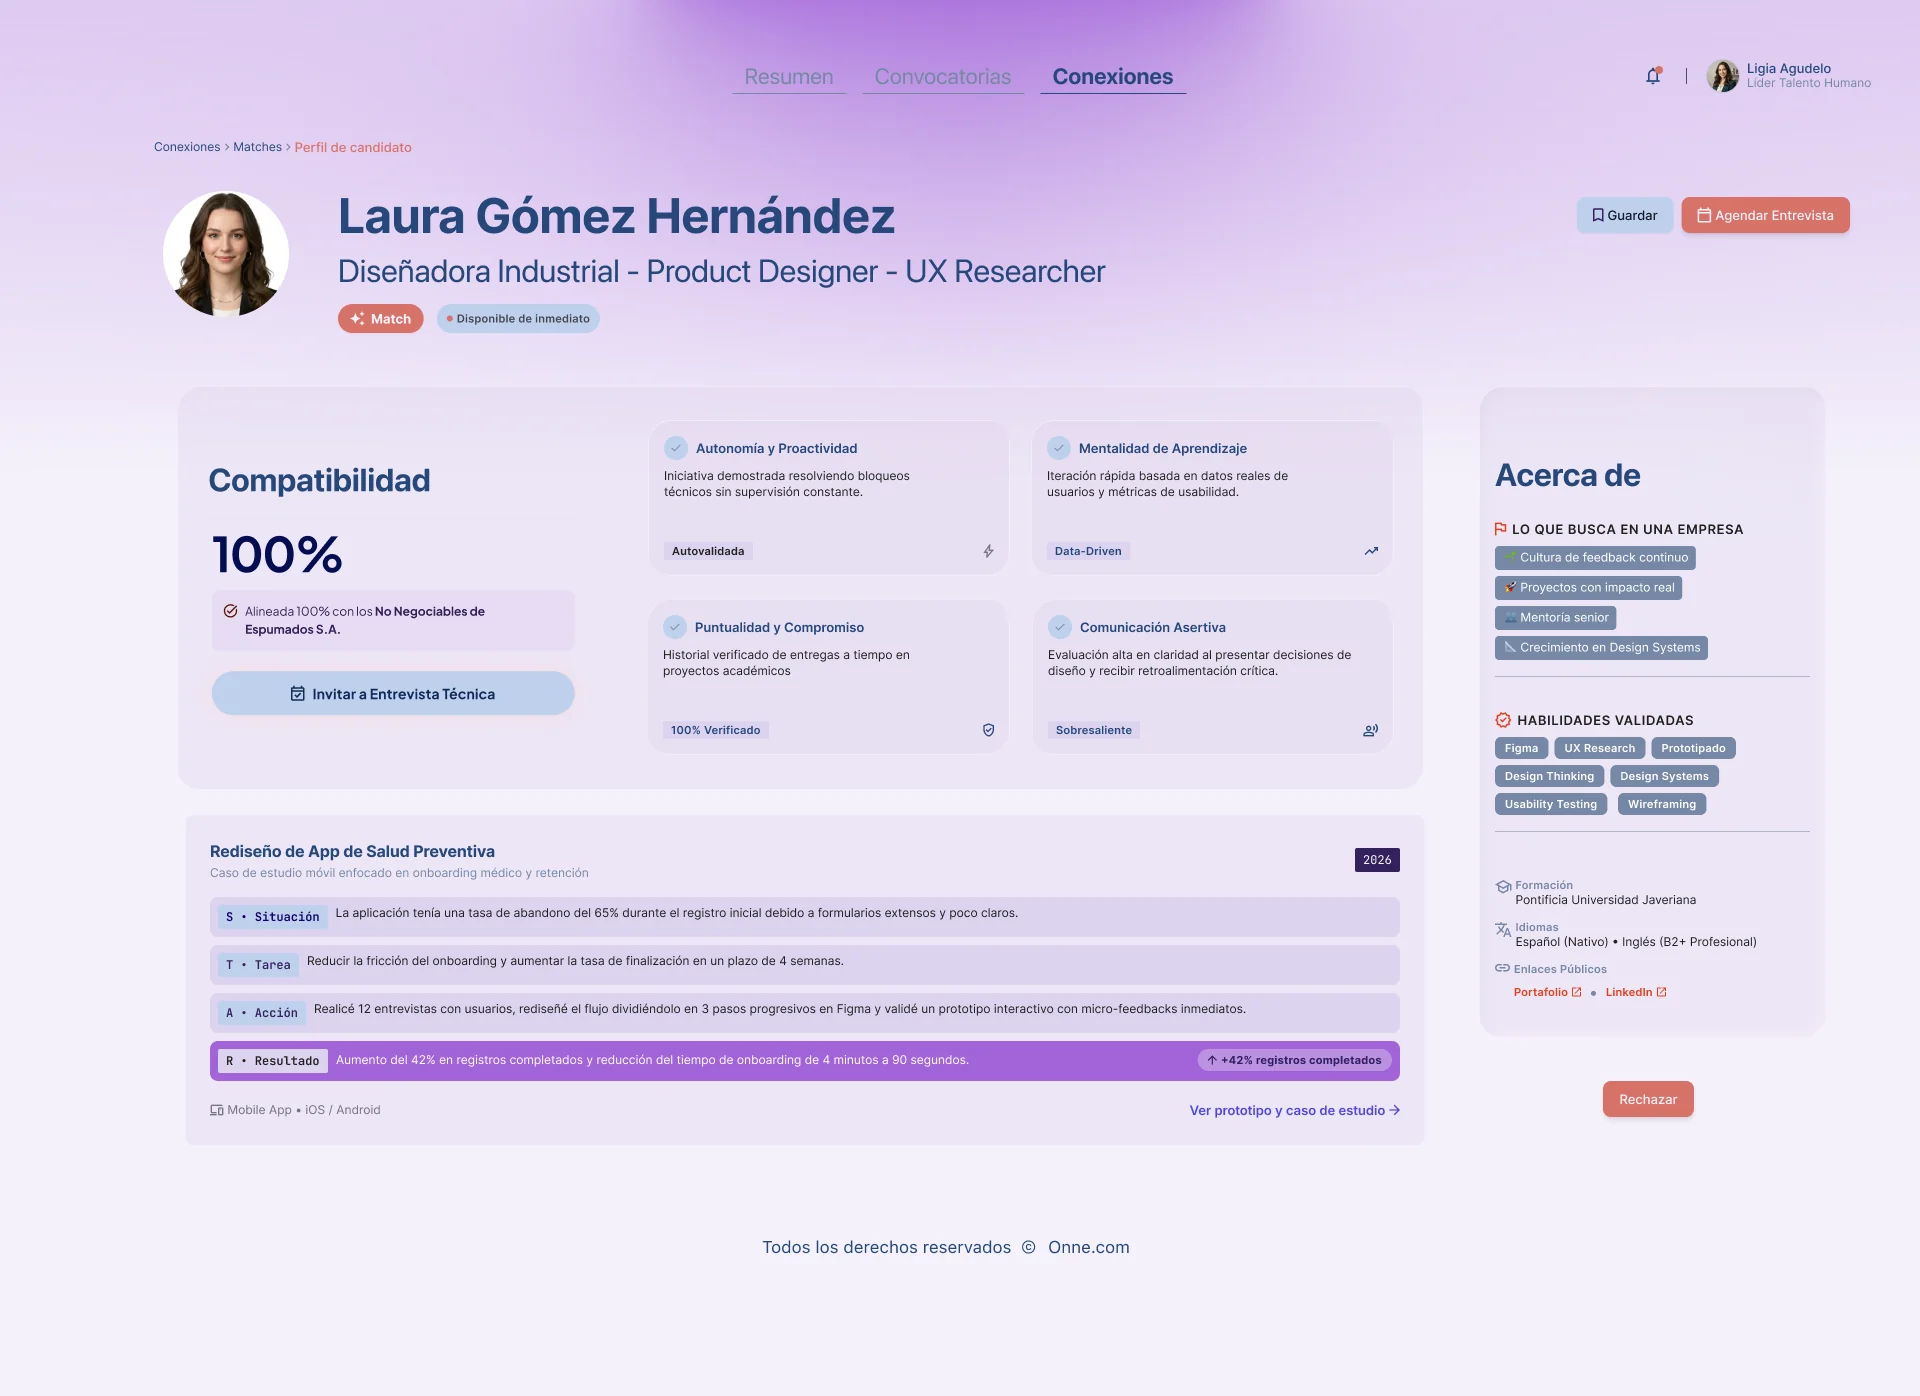 Resumen
Convocatorias
Conexiones
Ligia Agudelo
Líder Talento Humano
Conexiones > Matches > Perfil de candidato
Laura Gómez Hernández
Diseñadora Industrial - Product Designer - UX Researcher
Match
Disponible de inmediato
Guardar
Agendar Entrevista
Compatibilidad
100%
Alineada 100% con los No Negociables de
Espumados S.A.
Invitar a Entrevista Técnica
Autonomía y Proactividad
Iniciativa demostrada resolviendo bloqueos
técnicos sin supervisión constante.
Autovalidada
Mentalidad de Aprendizaje
Iteración rápida basada en datos reales de
usuarios y métricas de usabilidad.
Data-Driven
Puntualidad y Compromiso
Historial verificado de entregas a tiempo en
proyectos académicos
100% Verificado
Comunicación Asertiva
Evaluación alta en claridad al presentar decisiones de
diseño y recibir retroalimentación crítica.
Sobresaliente
Rediseño de App de Salud Preventiva
Caso de estudio móvil enfocado en onboarding médico y retención
2026
S • Situación La aplicación tenía una tasa de abandono del 65% durante el registro inicial debido a formularios extensos y poco claros.
T • Tarea Reducir la fricción del onboarding y aumentar la tasa de finalización en un plazo de 4 semanas.
A • Acción Realicé 12 entrevistas con usuarios, rediseñé el flujo dividiéndolo en 3 pasos progresivos en Figma y validé un prototipo interactivo con micro-feedbacks inmediatos.
R • Resultado Aumento del 42% en registros completados y reducción del tiempo de onboarding de 4 minutos a 90 segundos.
↑ +42% registros completados
Mobile App • iOS / Android
Ver prototipo y caso de estudio →
Acerca de
LO QUE BUSCA EN UNA EMPRESA
Cultura de feedback continuo
Proyectos con impacto real
Mentoría senior
Crecimiento en Design Systems
HABILIDADES VALIDADAS
Figma
UX Research
Prototipado
Design Thinking
Design Systems
Usability Testing
Wireframing
Formación
Pontificia Universidad Javeriana
Idiomas
Español (Nativo) • Inglés (B2+ Profesional)
Enlaces Públicos
Portafolio • LinkedIn
Rechazar
Todos los derechos reservados © Onne.com